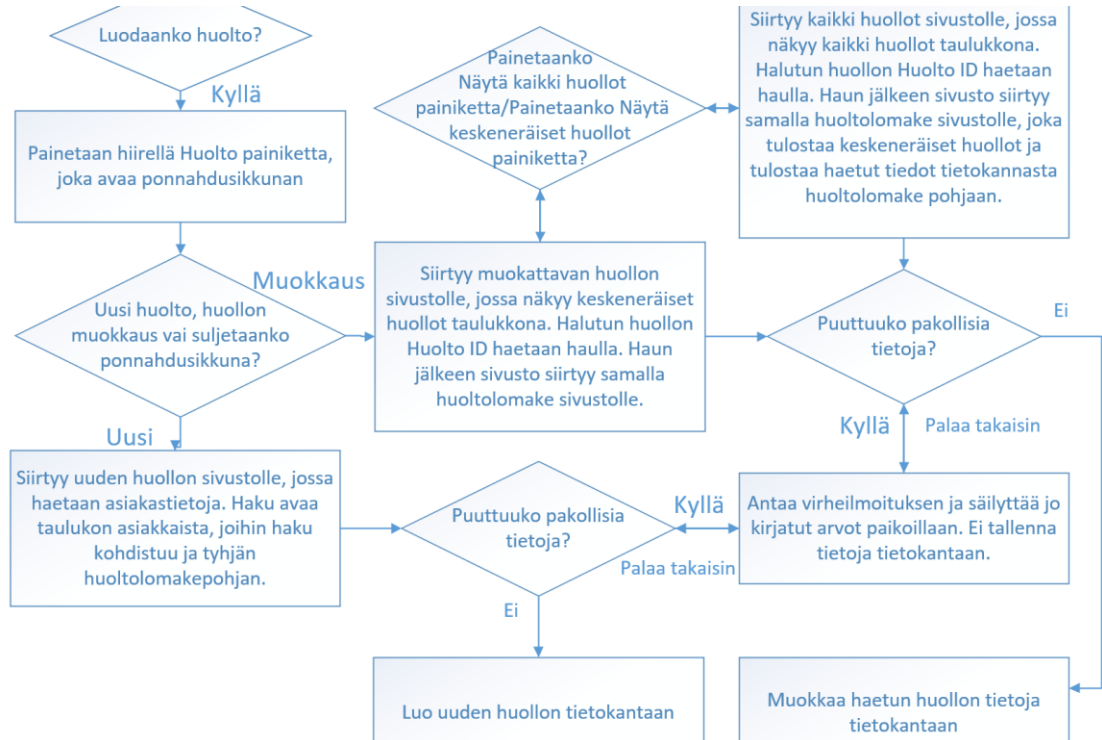 Luodaanko huolto?
Kyllä
Painetaan hiirellä Huolto painiketta,
joka avaa ponnahdusikkunan
Uusi huolto, huollon
muokkaus vai suljetaanko
ponnahdusikkuna?
Muokkaus
Uusi
Siirtyy uuden huollon sivustolle, jossa
haetaan asiakastietoja. Haku avaa
taulukon asiakkaista, joihin haku
kohdistuu ja tyhjän
huoltolomakepohjan.
Painetaanko
Näytä kaikki huollot
painiketta/Painetaanko Näytä
keskeneräiset huollot
painiketta?
Siirtyy muokattavan huollon
sivustolle, jossa näkyy keskeneräiset
huollot taulukkona. Halutun huollon
Huolto ID haetaan haulla. Haun
jälkeen sivusto siirtyy samalla
huoltolomake sivustolle.
Siirtyy kaikki huollot sivustolle, jossa
näkyy kaikki huollot taulukkona.
Halutun huollon Huolto ID haetaan
haulla. Haun jälkeen sivusto siirtyy
samalla huoltolomake sivustolle, joka
tulostaa keskeneräiset huollot ja
tulostaa haetut tiedot tietokannasta
huoltolomake pohjaan.
Puuttuuko pakollisia
tietoja?
Ei
Kyllä
Palaa takaisin
Puuttuuko pakollisia
tietoja?
Kyllä
Palaa takaisin
Ei
Antaa virheilmoituksen ja säilyttää jo
kirjatut arvot paikoillaan. Ei tallenna
tietoja tietokantaan.
Luo uuden huollon tietokantaan
Muokkaa haetun huollon tietoja
tietokantaan